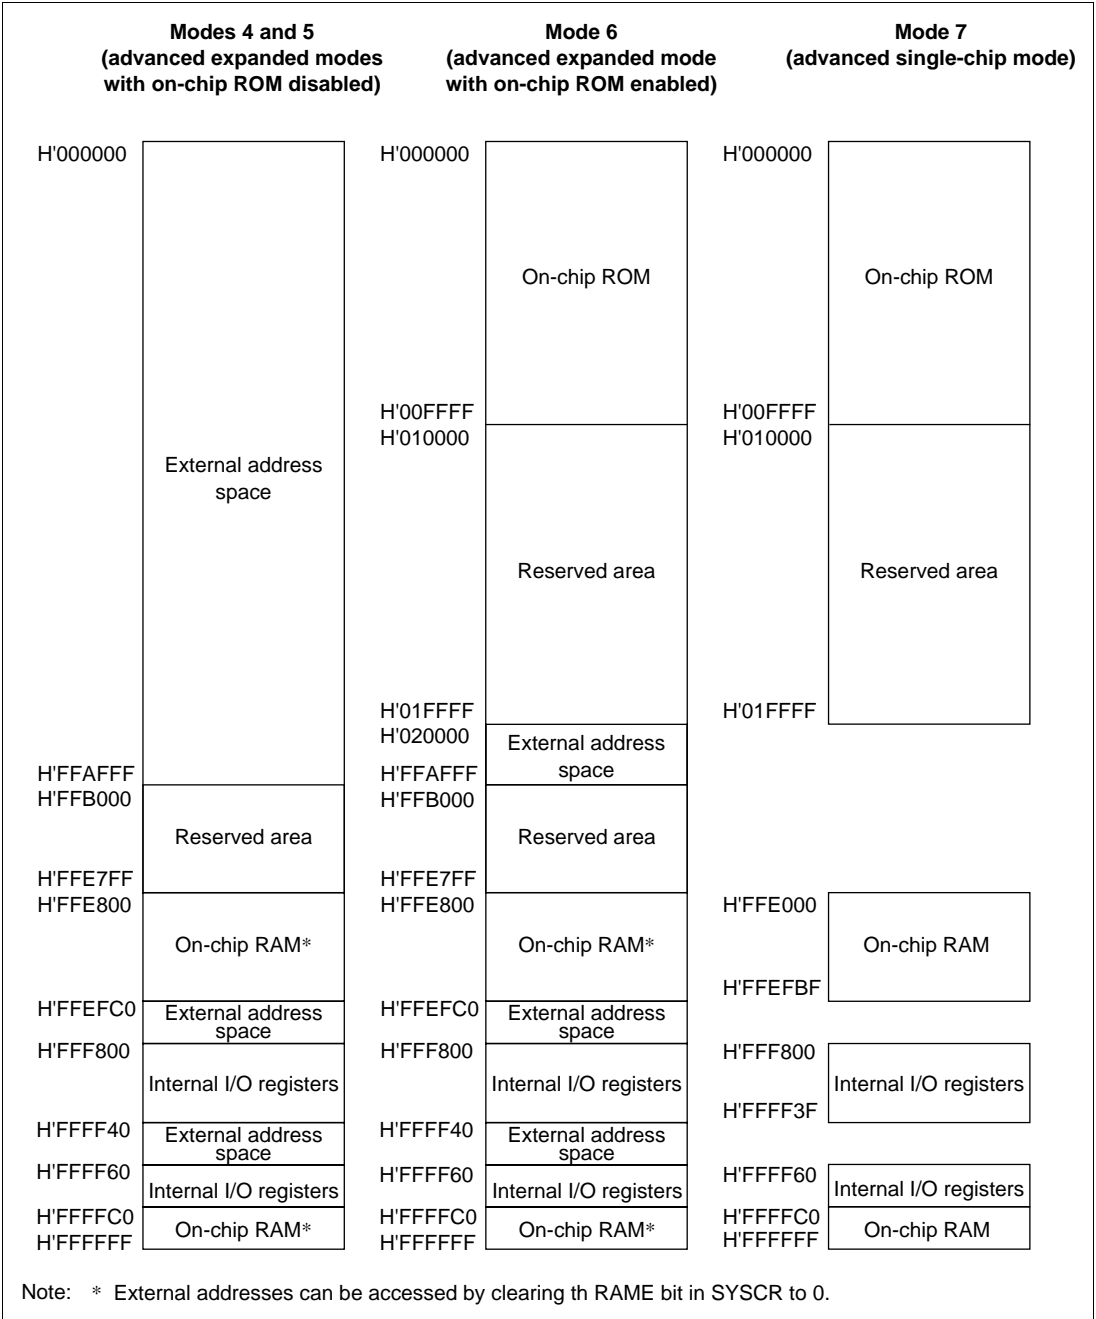 Modes 4 and 5
(advanced expanded modes
with on-chip ROM disabled)
H'000000
External address
space
H'FFAFFF
H'FFB000
Reserved area
H'FFE7FF
H'FFE800
On-chip RAM*
H'FFEFC0
External address
space
H'FFF800
Internal I/O registers
H'FFFF40
External address
space
H'FFFF60
Internal I/O registers
H'FFFFC0
On-chip RAM*
H'FFFFFF
Mode 6
(advanced expanded mode
with on-chip ROM enabled)
H'000000
On-chip ROM
H'00FFFF
H'010000
Reserved area
H'01FFFF
H'020000
External address
space
H'FFAFFF
H'FFB000
Reserved area
H'FFE7FF
H'FFE800
On-chip RAM*
H'FFEFC0
External address
space
H'FFF800
Internal I/O registers
H'FFFF40
External address
space
H'FFFF60
Internal I/O registers
H'FFFFC0
On-chip RAM*
H'FFFFFF
Mode 7
(advanced single-chip mode)
H'000000
On-chip ROM
H'00FFFF
H'010000
Reserved area
H'01FFFF
H'FFE000
On-chip RAM
H'FFEFBF
H'FFF800
Internal I/O registers
H'FFFF3F
H'FFFF60
Internal I/O registers
H'FFFFC0
On-chip RAM
H'FFFFFF
Note: * External addresses can be accessed by clearing th RAME bit in SYSCR to 0.